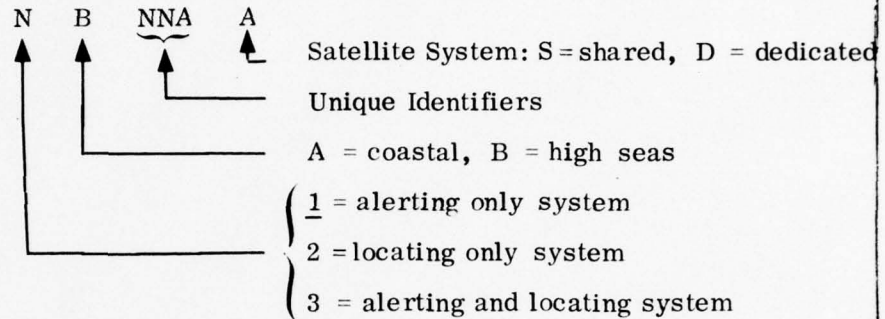 N B NNA A
Satellite System: S = shared, D = dedicated
Unique Identifiers
A = coastal, B = high seas
1 = alerting only system
2 = locating only system
3 = alerting and locating system